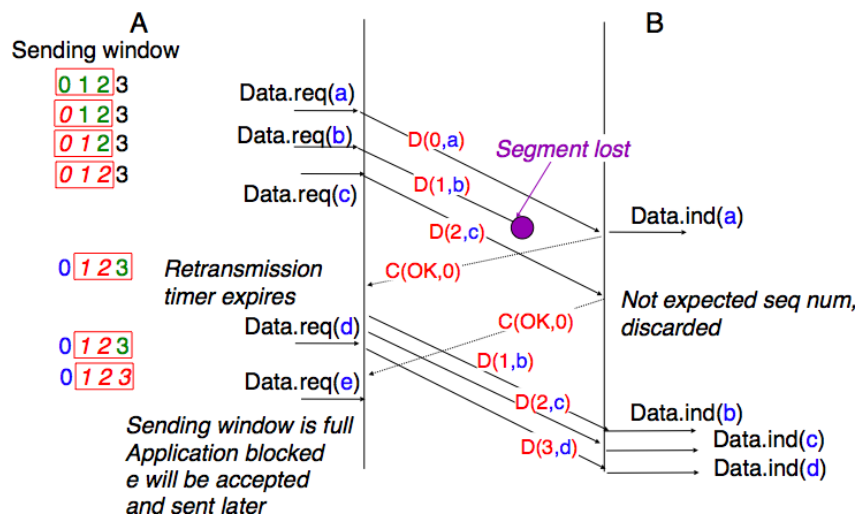 A
B
Sending window
0 1 2 3
0 1 2 3
0 1 2 3
0 1 2 3
Data.req(a)
Data.req(b)
Data.req(c)
D(0,a)
D(1,b)
D(2,c)
Segment lost
Data.ind(a)
C(OK,0)
0 1 2 3
Retransmission
timer expires
Not expected seq num,
discarded
C(OK,0)
0 1 2 3
0 1 2 3
Data.req(d)
Data.req(e)
D(1,b)
D(2,c)
D(3,d)
Data.ind(b)
Data.ind(c)
Data.ind(d)
Sending window is full
Application blocked
e will be accepted
and sent later